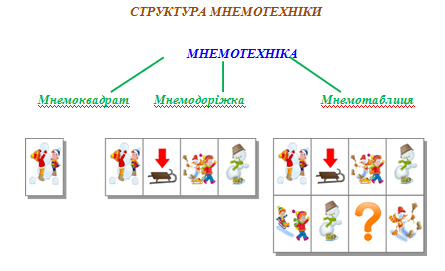 СТРУКТУРА МНЕМОТЕХНІКИ
МНЕМОТЕХНІКА
Мнемоквадрат Мнемодоріжка Мнемотаблиця
?